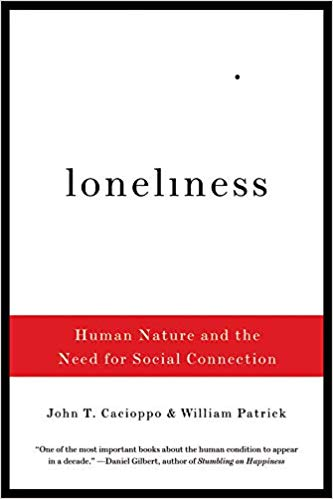 lonelıness
Human Nature and the
Need for Social Connection
John T. Cacioppo & William Patrick
“One of the most important books about the human condition to appear
in a decade.” —Daniel Gilbert, author of Stumbling on Happiness